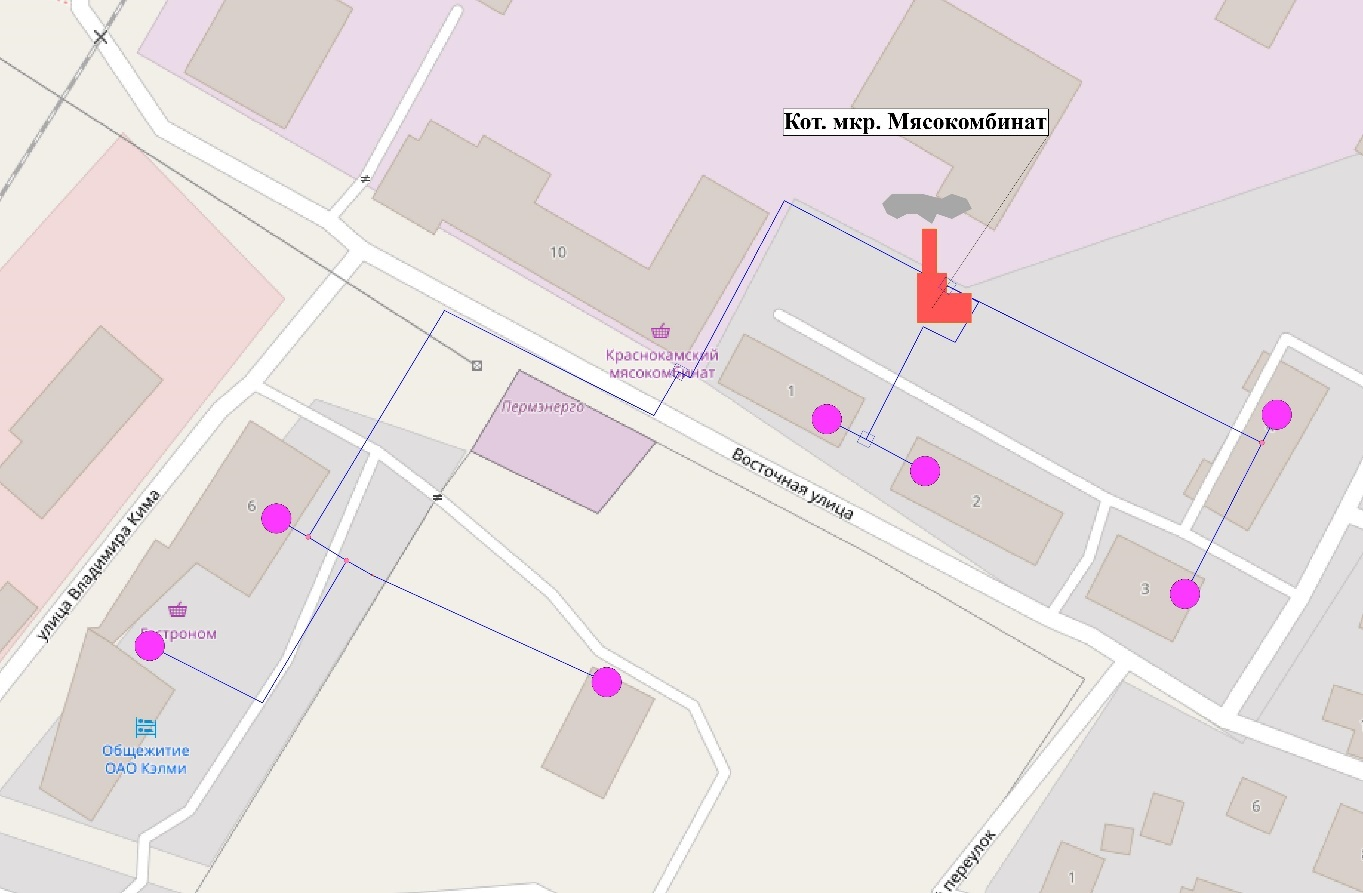 Кот. мкр. Мясокомбинат
10
Краснокамский
мясокомбинат
Пермэнерго
1
2
3
Восточная улица
6
улица Владимира Кима
Гастроном
Общежитие
ОАО Кэлми
6
1
переулок